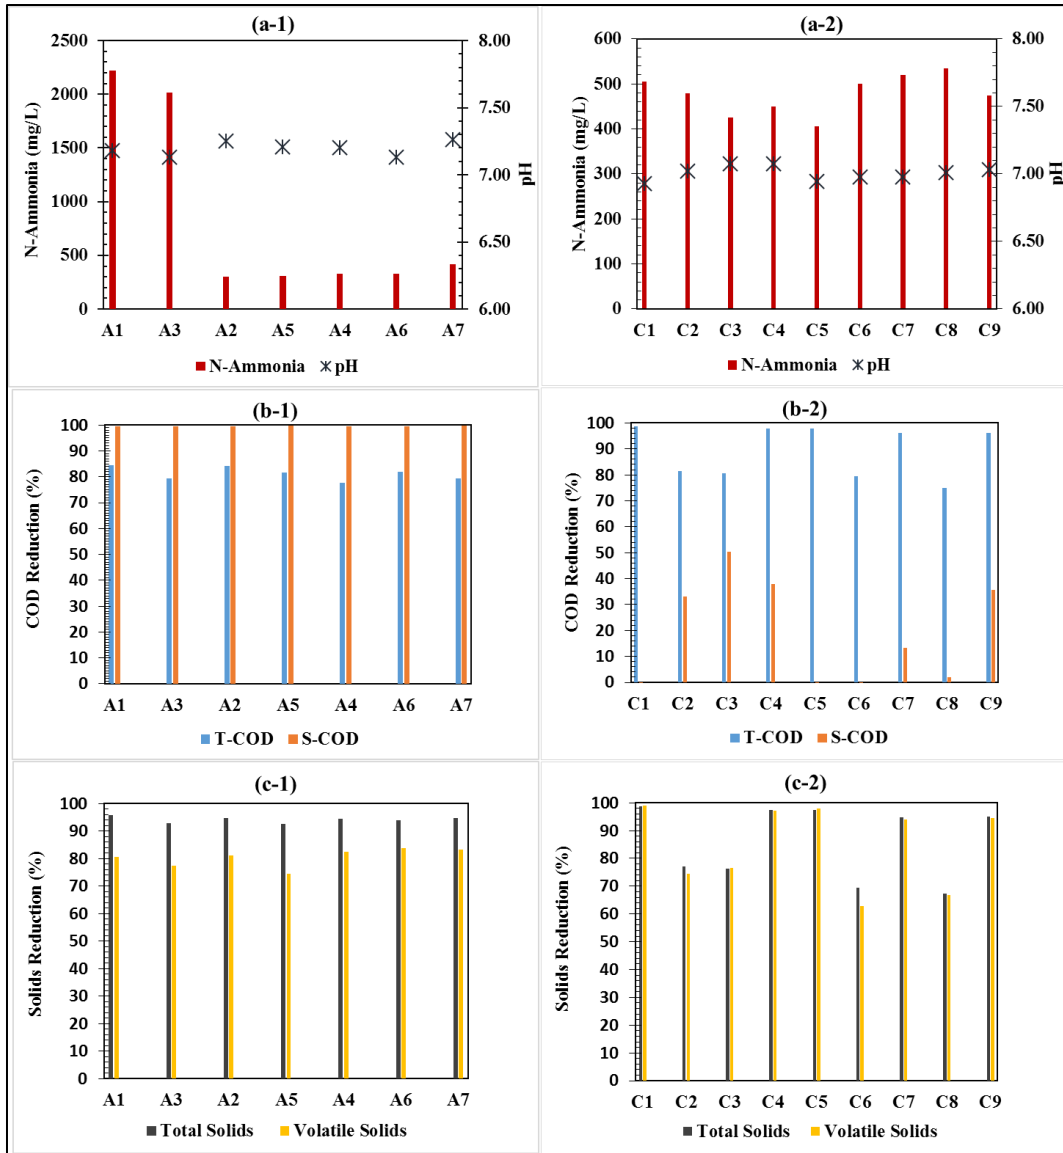 (a-1)
2500
2000
1500
1000
500
0
N-Ammonia (mg/L)
8.00
7.50
7.00
6.50
6.00
pH
A1 A3 A2 A5 A4 A6 A7
N-Ammonia pH
(a-2)
600
500
400
300
200
100
0
N-Ammonia (mg/L)
8.00
7.50
7.00
6.50
6.00
pH
C1 C2 C3 C4 C5 C6 C7 C8 C9
N-Ammonia pH
(b-1)
100
90
80
70
60
50
40
30
20
10
0
COD Reduction (%)
A1 A3 A2 A5 A4 A6 A7
T-COD S-COD
(b-2)
100
90
80
70
60
50
40
30
20
10
0
COD Reduction (%)
C1 C2 C3 C4 C5 C6 C7 C8 C9
T-COD S-COD
(c-1)
100
90
80
70
60
50
40
30
20
10
0
Solids Reduction (%)
A1 A3 A2 A5 A4 A6 A7
Total Solids Volatile Solids
(c-2)
100
90
80
70
60
50
40
30
20
10
0
Solids Reduction (%)
C1 C2 C3 C4 C5 C6 C7 C8 C9
Total Solids Volatile Solids